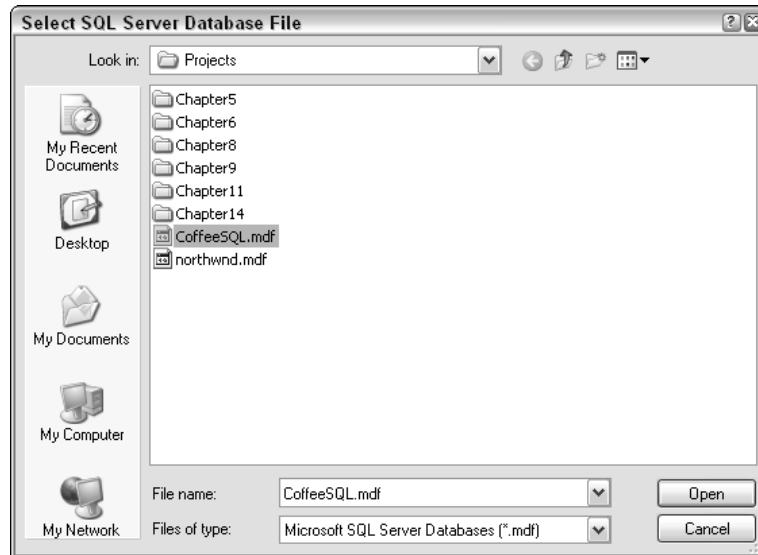 Select SQL Server Database File
Look in:
Projects
My Recent
Documents
Desktop
My Documents
My Computer
My Network
Chapter5
Chapter6
Chapter8
Chapter9
Chapter11
Chapter14
CoffeeSQL.mdf
northwnd.mdf
File name:
CoffeeSQL.mdf
Open
Files of type:
Microsoft SQL Server Databases (*.mdf)
Cancel